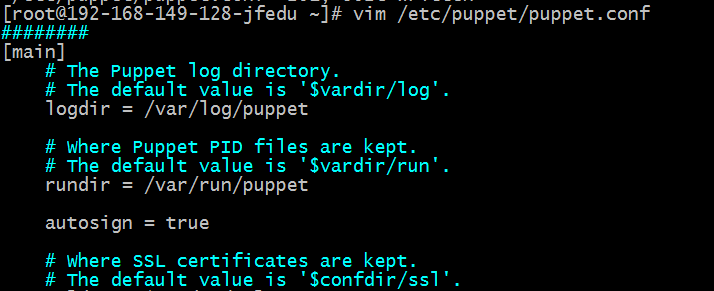 [root@192-168-149-128-jfedu ~]# vim /etc/puppet/puppet.conf
########
[main]
# The Puppet log directory.
# The default value is '$vardir/log'.
logdir = /var/log/puppet
# Where Puppet PID files are kept.
# The default value is '$vardir/run'.
rundir = /var/run/puppet
autosign = true
# Where SSL certificates are kept.
# The default value is '$confdir/ssl'.